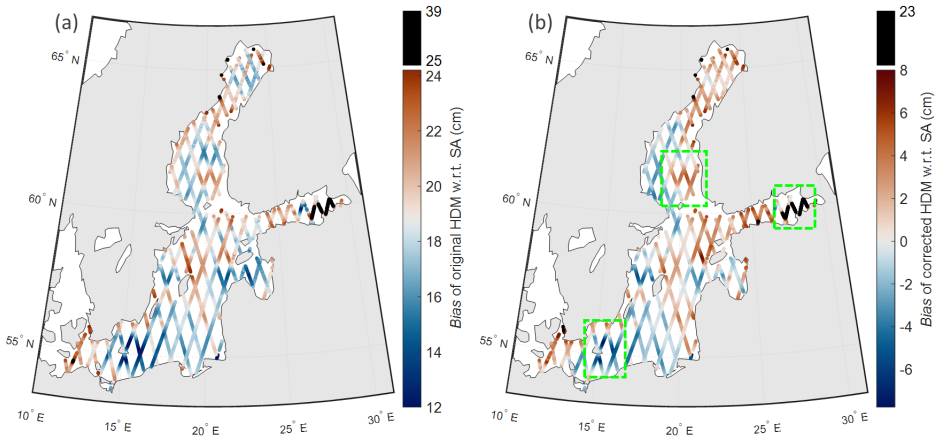 (a)
65° N
60° N
55° N
10° E
15° E
20° E
25° E
30° E
39
25
24
22
20
18
16
14
12
Bias of original HDM w.r.t. SA (cm)
(b)
65° N
60° N
55° N
10° E
15° E
20° E
25° E
30° E
23
8
6
4
2
0
-2
-4
-6
Bias of corrected HDM w.r.t. SA (cm)